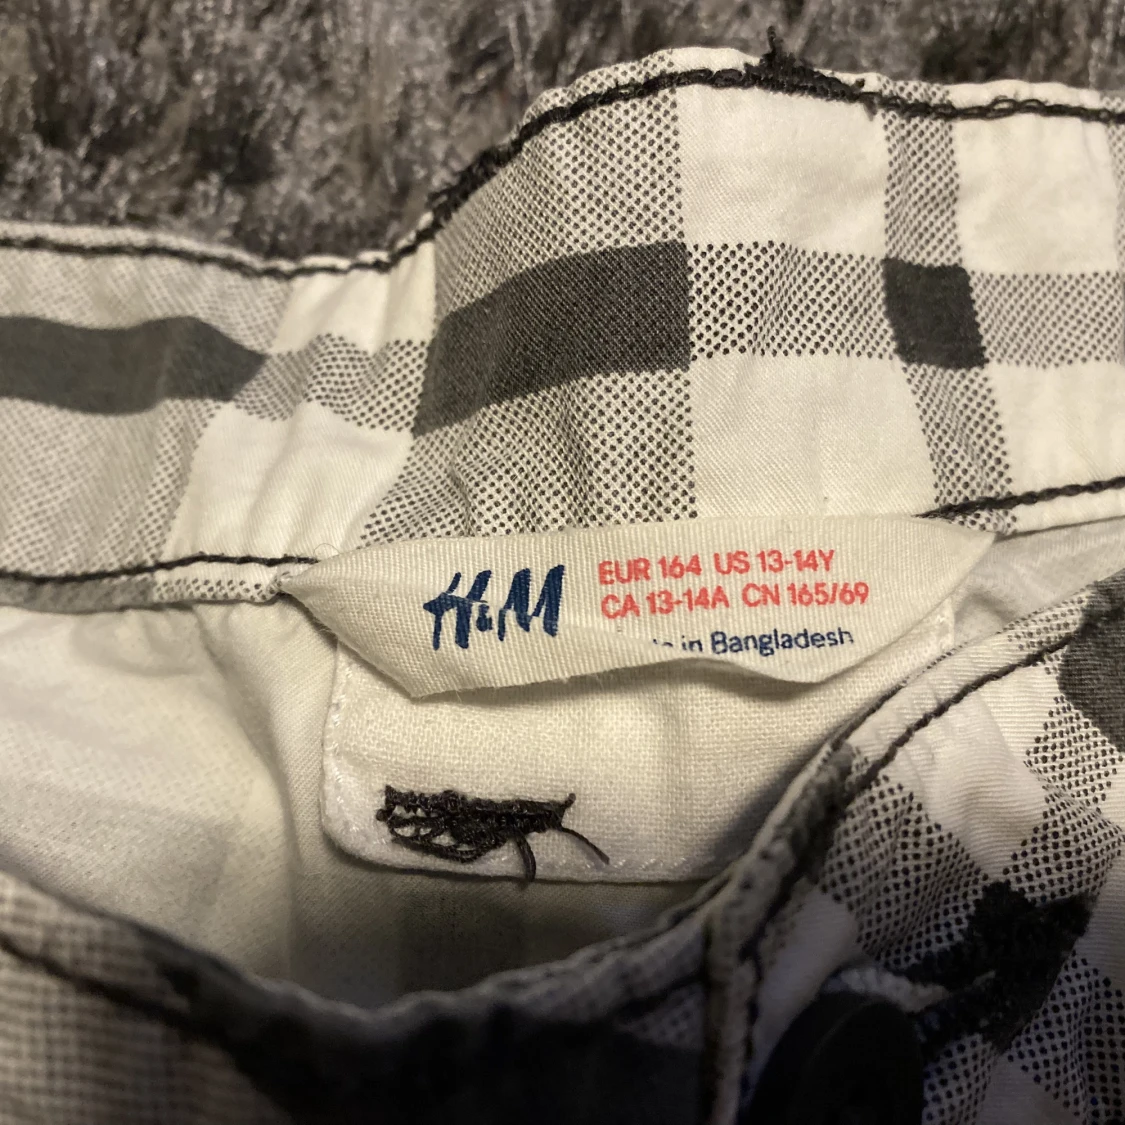 H&M
EUR 164 US 13-14Y
CA 13-14A CN 165/69
in Bangladesh